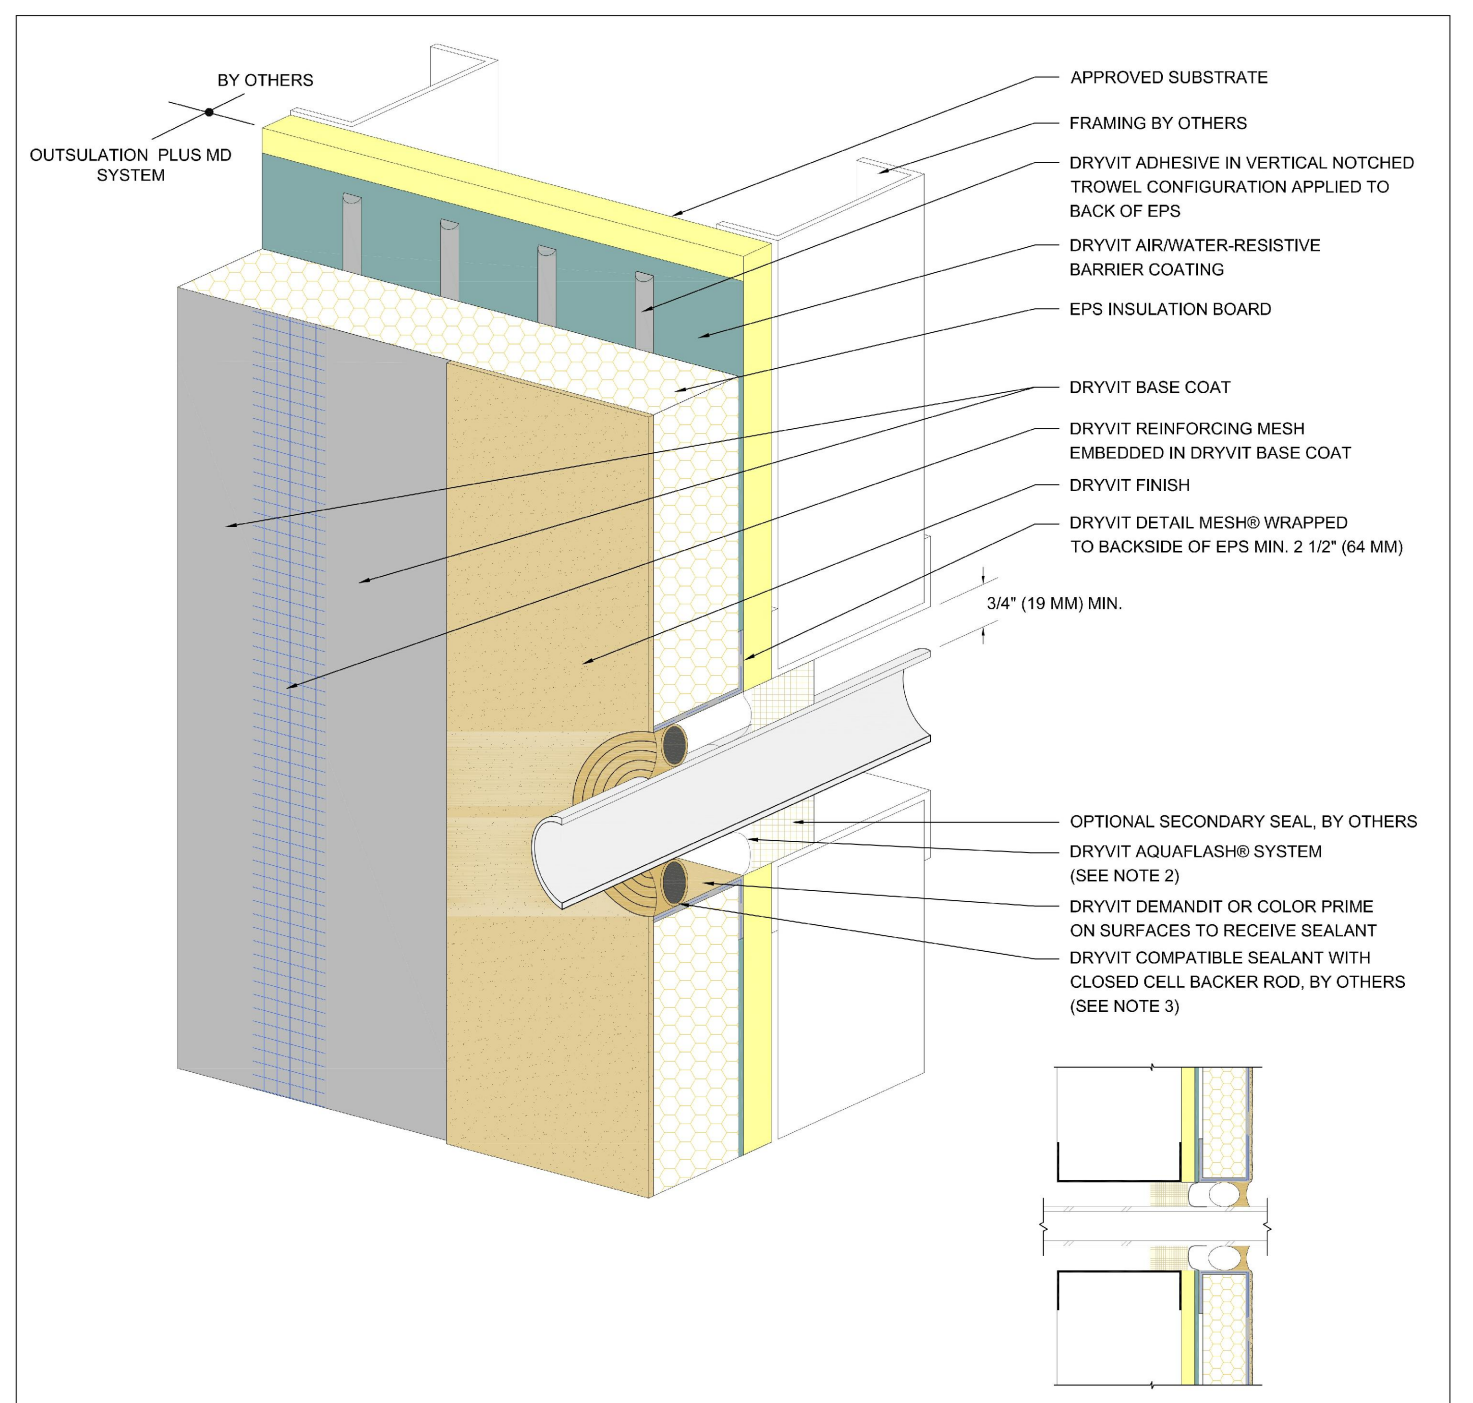 BY OTHERS
OUTSULATION PLUS MD
SYSTEM
APPROVED SUBSTRATE
FRAMING BY OTHERS
DRYVIT ADHESIVE IN VERTICAL NOTCHED
TROWEL CONFIGURATION APPLIED TO
BACK OF EPS
DRYVIT AIR/WATER-RESISTIVE
BARRIER COATING
EPS INSULATION BOARD
DRYVIT BASE COAT
DRYVIT REINFORCING MESH
EMBEDDED IN DRYVIT BASE COAT
DRYVIT FINISH
DRYVIT DETAIL MESH® WRAPPED
TO BACKSIDE OF EPS MIN. 2 1/2" (64 MM)
3/4" (19 MM) MIN.
OPTIONAL SECONDARY SEAL, BY OTHERS
DRYVIT AQUAFLASH® SYSTEM
(SEE NOTE 2)
DRYVIT DEMANDIT OR COLOR PRIME
ON SURFACES TO RECEIVE SEALANT
DRYVIT COMPATIBLE SEALANT WITH
CLOSED CELL BACKER ROD, BY OTHERS
(SEE NOTE 3)